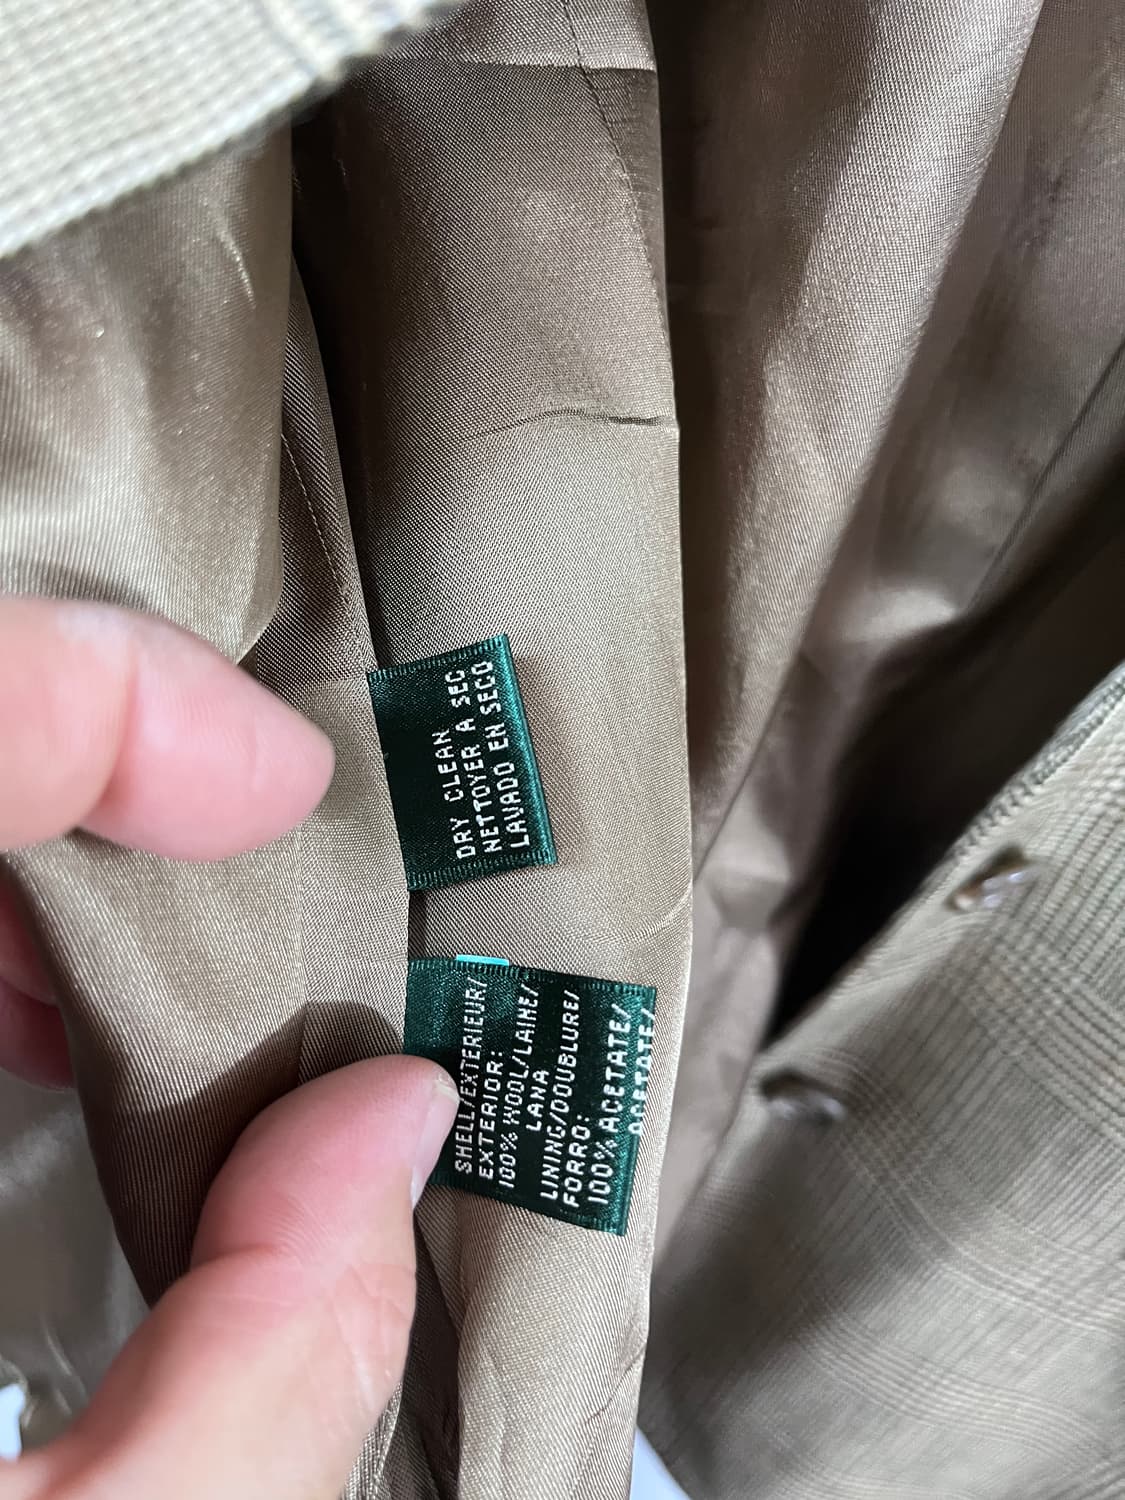 DRY CLEAN
NETTOYER A SEC
LAVADO EN SECO
SHELL/EXTERIEUR/
EXTERIOR:
100% WOOL/LAINE/
LANA
LINING/DOUBLURE/
FORRO:
100% ACETATE/
ACETATE/